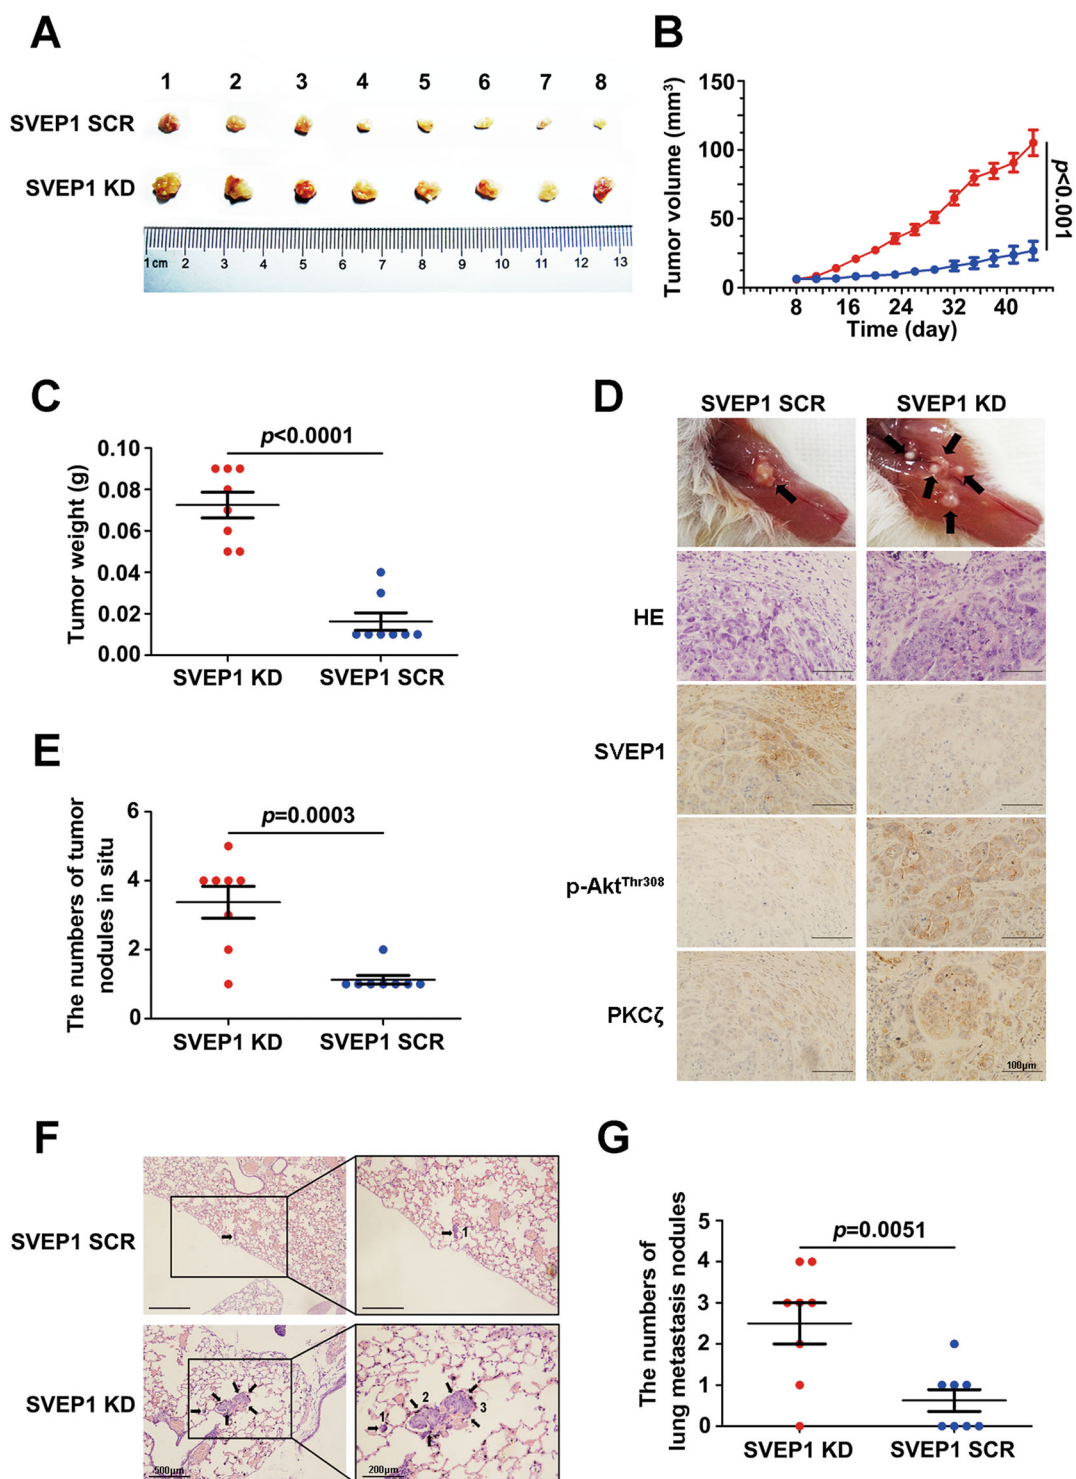 A
1 2 3 4 5 6 7 8
SVEP1 SCR
SVEP1 KD
1 cm 2 3 4 5 6 7 8 9 10 11 12 13
B
Tumor volume (mm³)
150
100
50
0
8 16 24 32 40
Time (day)
p<0.001
C
Tumor weight (g)
0.10
0.08
0.06
0.04
0.02
0.00
p<0.0001
SVEP1 KD SVEP1 SCR
D
SVEP1 SCR SVEP1 KD
HE
SVEP1
p-Akt^Thr308
PKCζ
100μm
E
The numbers of tumor
nodules in situ
6
4
2
0
p=0.0003
SVEP1 KD SVEP1 SCR
F
SVEP1 SCR
1
SVEP1 KD
1 2 3
500μm 200μm
G
The numbers of
lung metastasis nodules
5
4
3
2
1
0
p=0.0051
SVEP1 KD SVEP1 SCR